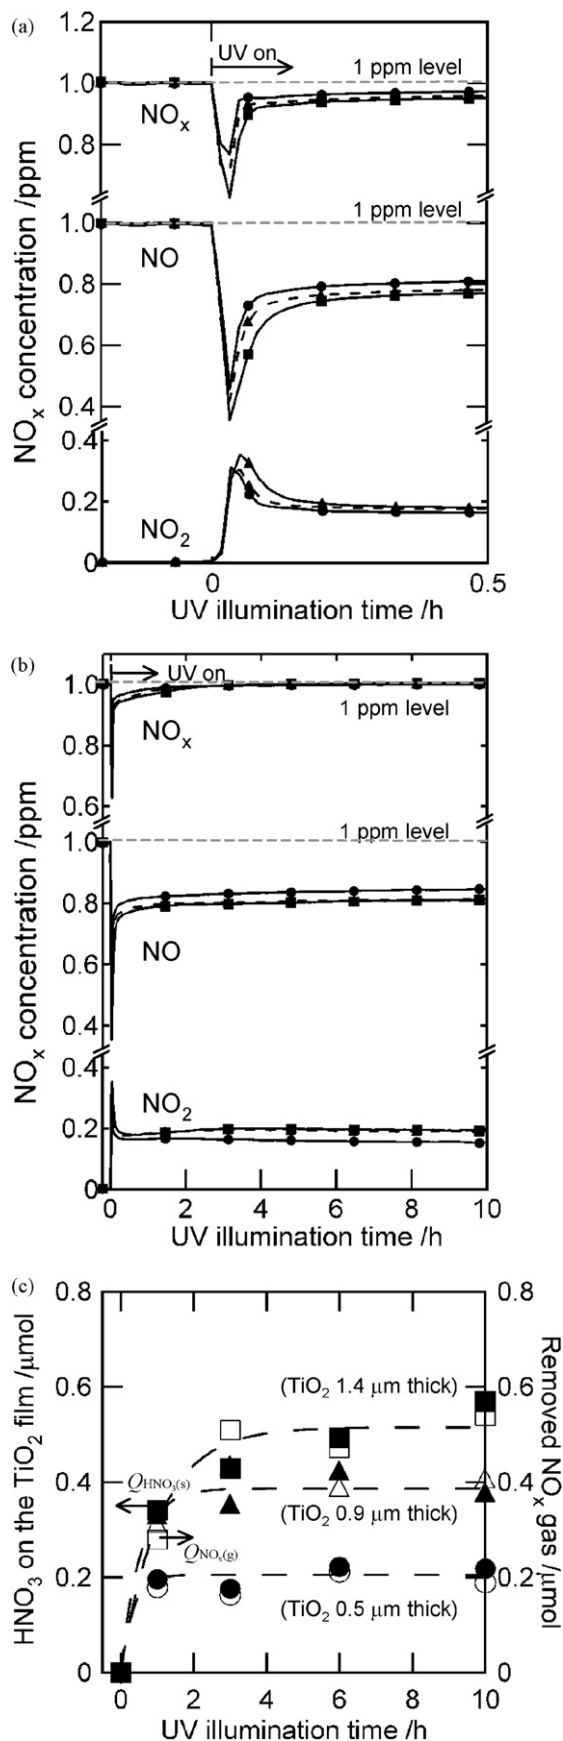 (a)
1.2
UV on
1.0
1 ppm level
NOx
0.8
1.0
1 ppm level
NO
0.8
0.6
0.4
0.4
0.2
NO2
0
0
0.5
NOx concentration /ppm
UV illumination time /h
(b)
UV on
1.0
1 ppm level
NOx
0.8
0.6
1.0
1 ppm level
0.8
NO
0.6
0.4
0.4
NO2
0.2
0
0 2 4 6 8 10
NOx concentration /ppm
UV illumination time /h
(c)
0.8 0.8
0.6 (TiO2 1.4 μm thick) 0.6
0.4 QHNO3(s) 0.4
(TiO2 0.9 μm thick)
QNOx(g)
0.2 0.2
(TiO2 0.5 μm thick)
0 0
0 2 4 6 8 10
HNO3 on the TiO2 film /μmol
Removed NOx gas /μmol
UV illumination time /h